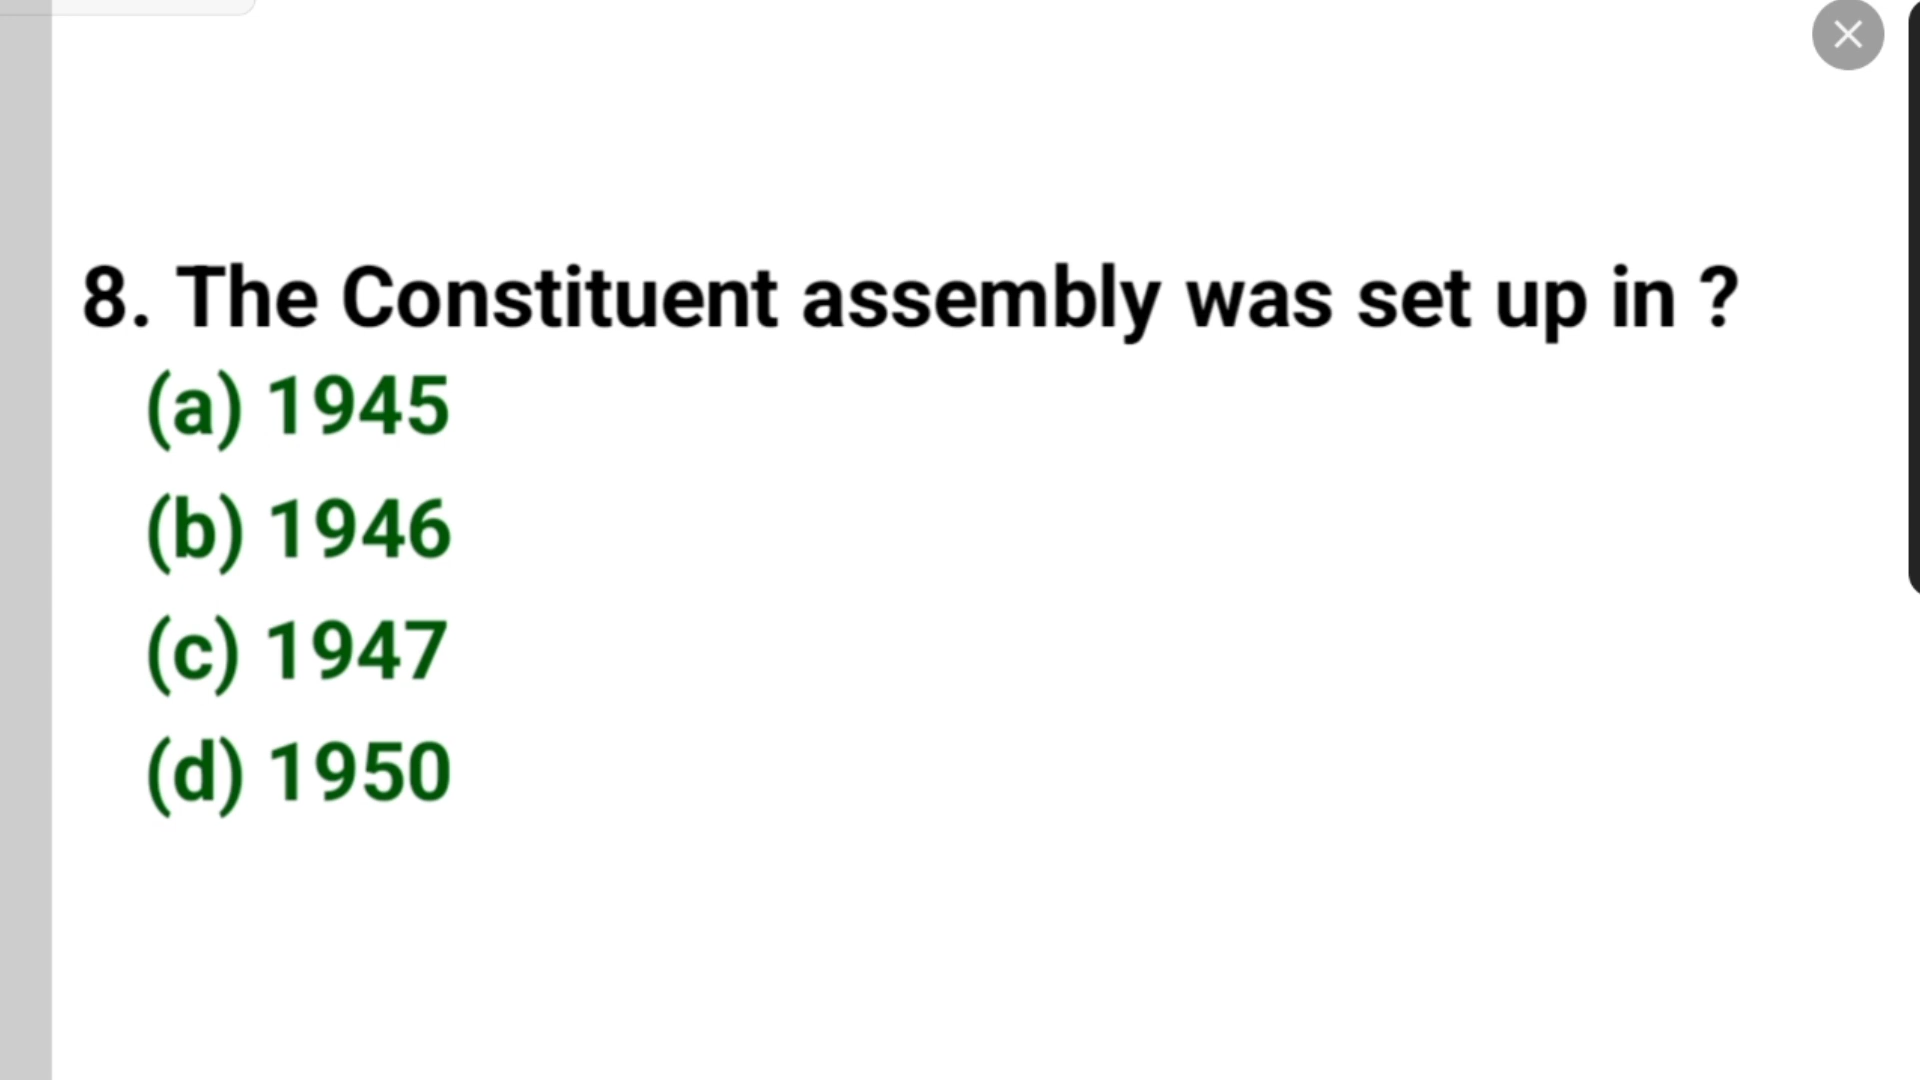 8. The Constituent assembly was set up in ?
(a) 1945
(b) 1946
(c) 1947
(d) 1950